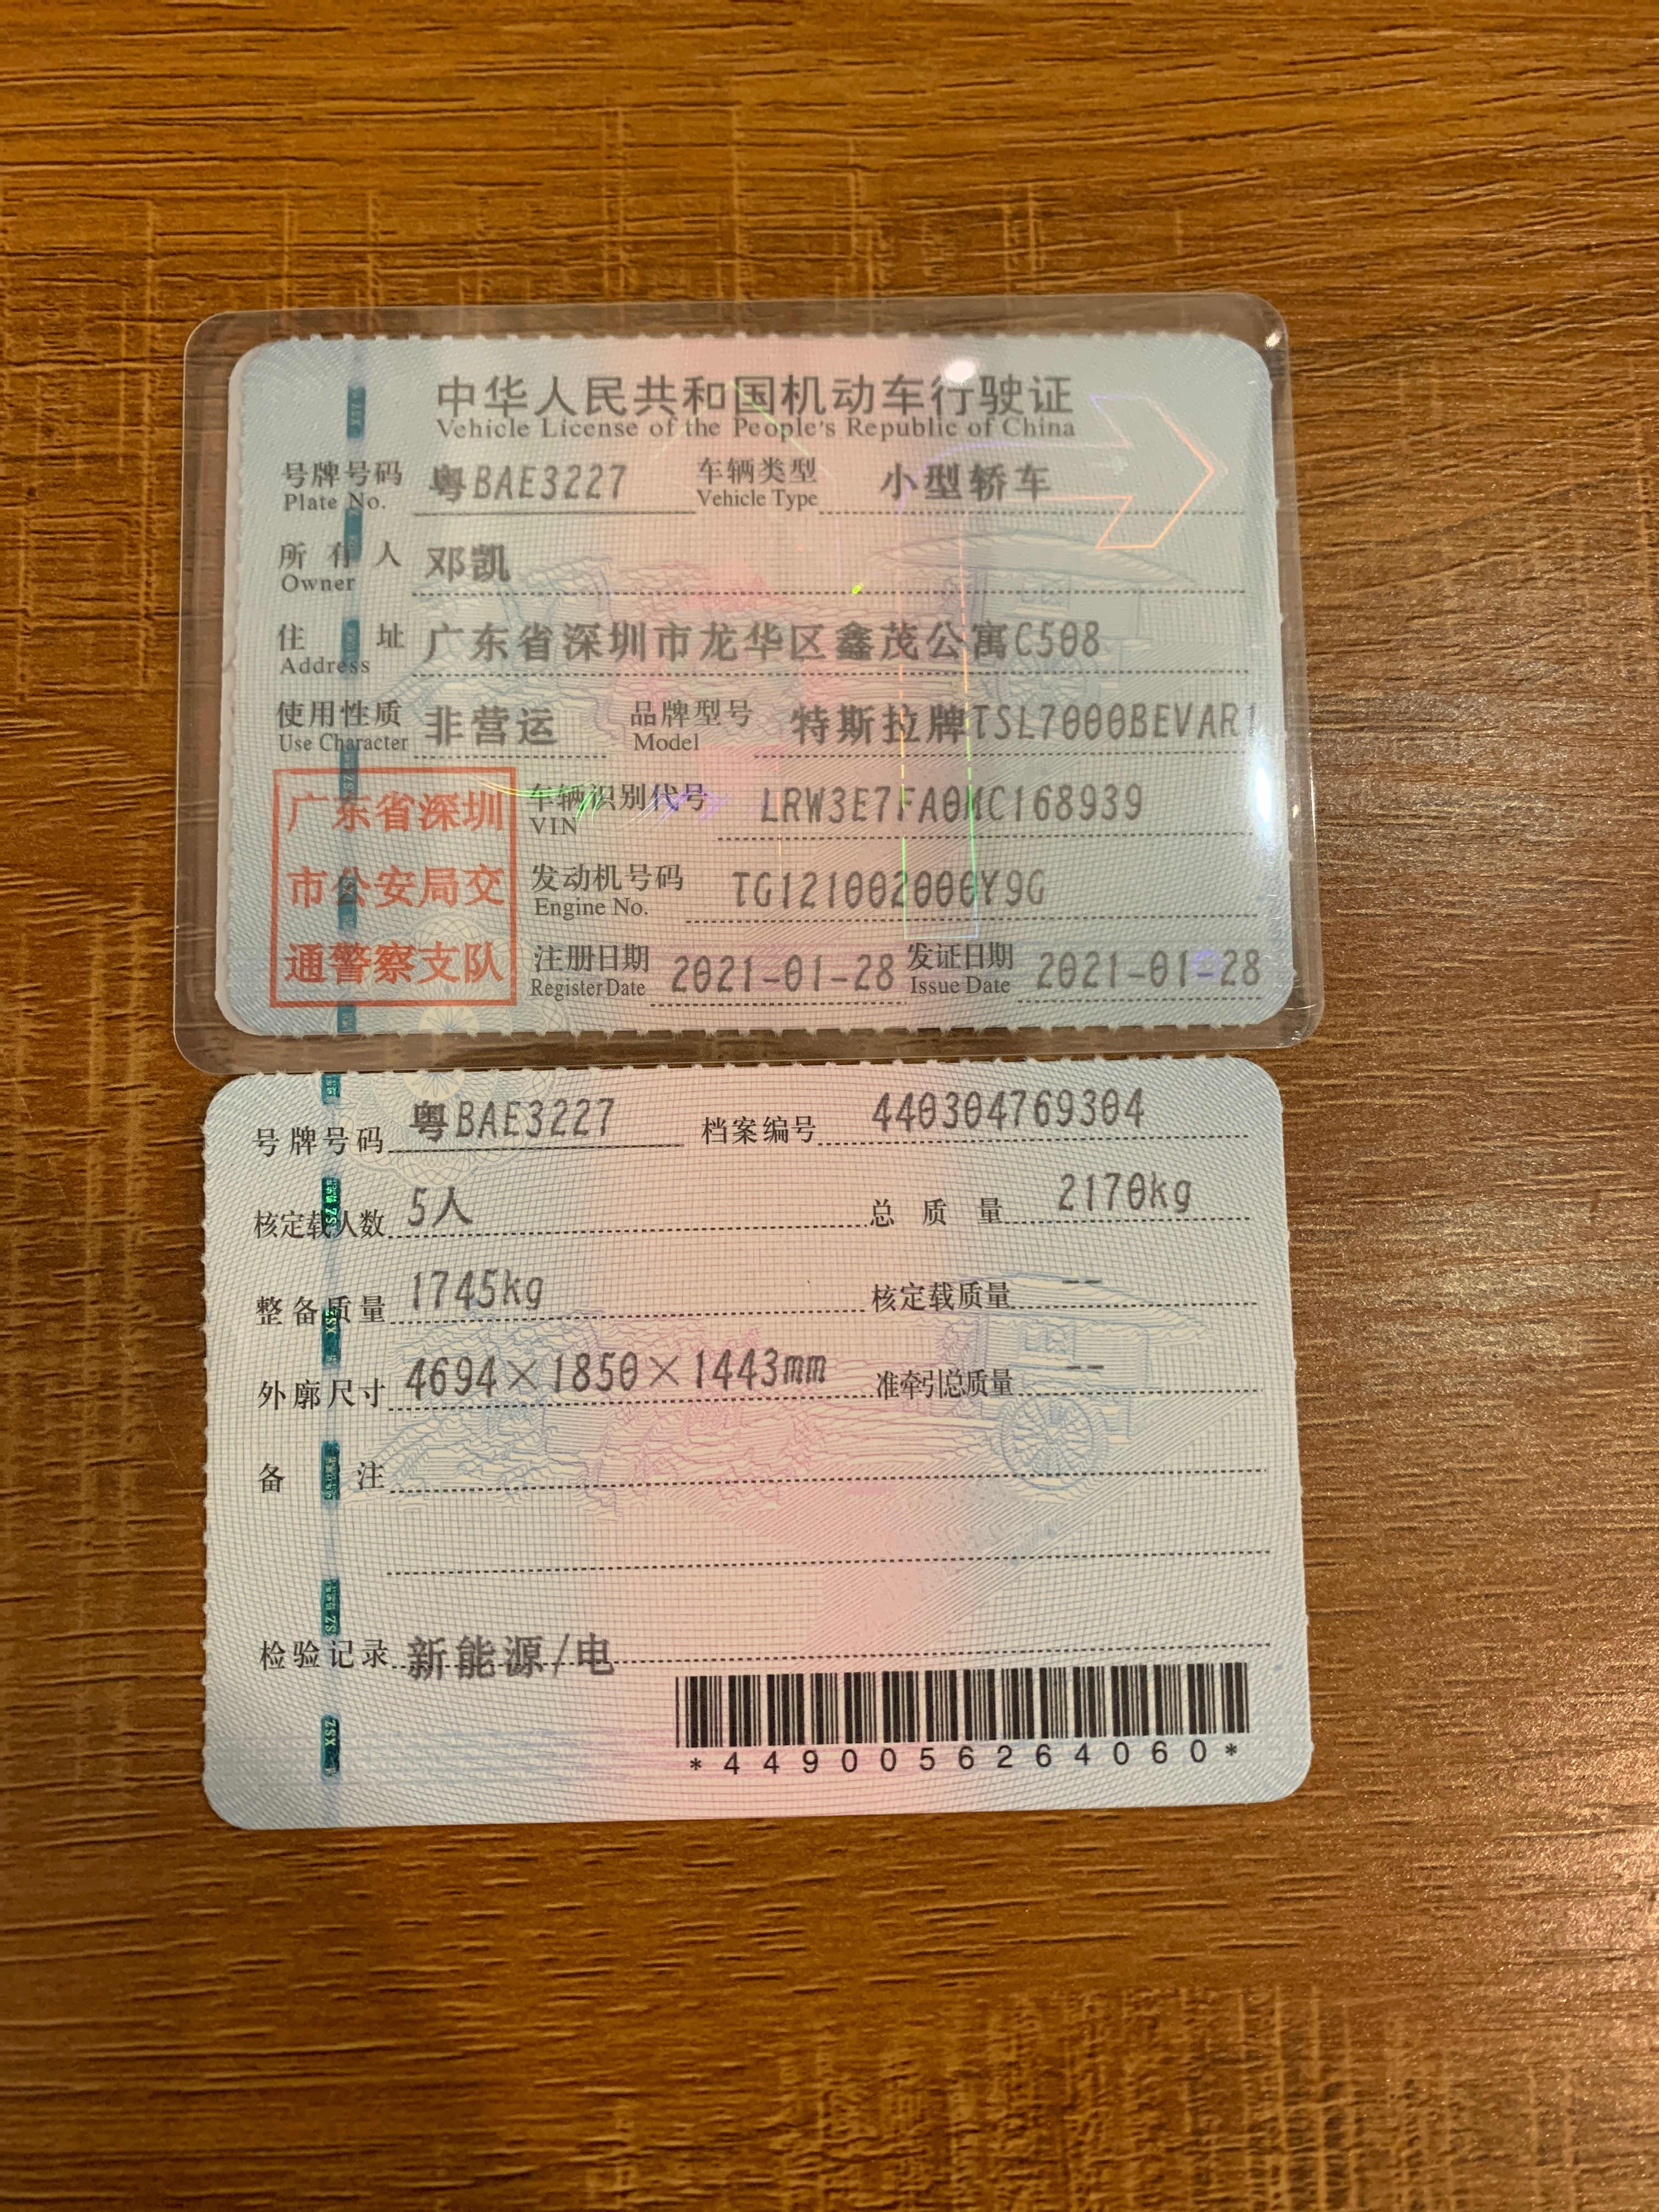 中华人民共和国机动车行驶证
Vehicle License of the People's Republic of China
号牌号码 粤BAE3227 车辆类型 小型轿车
Plate No. Vehicle Type
所有人 邓凯
Owner
住址 广东省深圳市龙华区鑫茂公寓C508
Address
使用性质 非营运 品牌型号 特斯拉牌TSL7000BEVAR1
Use Character Model
广东省深圳
市公安局交
通警察支队
车辆识别代号 LRW3E7FA0MC168939
VIN
发动机号码 TG121002000Y9G
Engine No.
注册日期 2021-01-28 发证日期 2021-01-28
Register Date Issue Date
号牌号码 粤BAE3227 档案编号 440304769304
核定载人数 5人 总质量 2170kg
整备质量 1745kg 核定载质量 --
外廓尺寸 4694×1850×1443mm 准牵引总质量 --
备注
检验记录 新能源/电
*4490056264060*